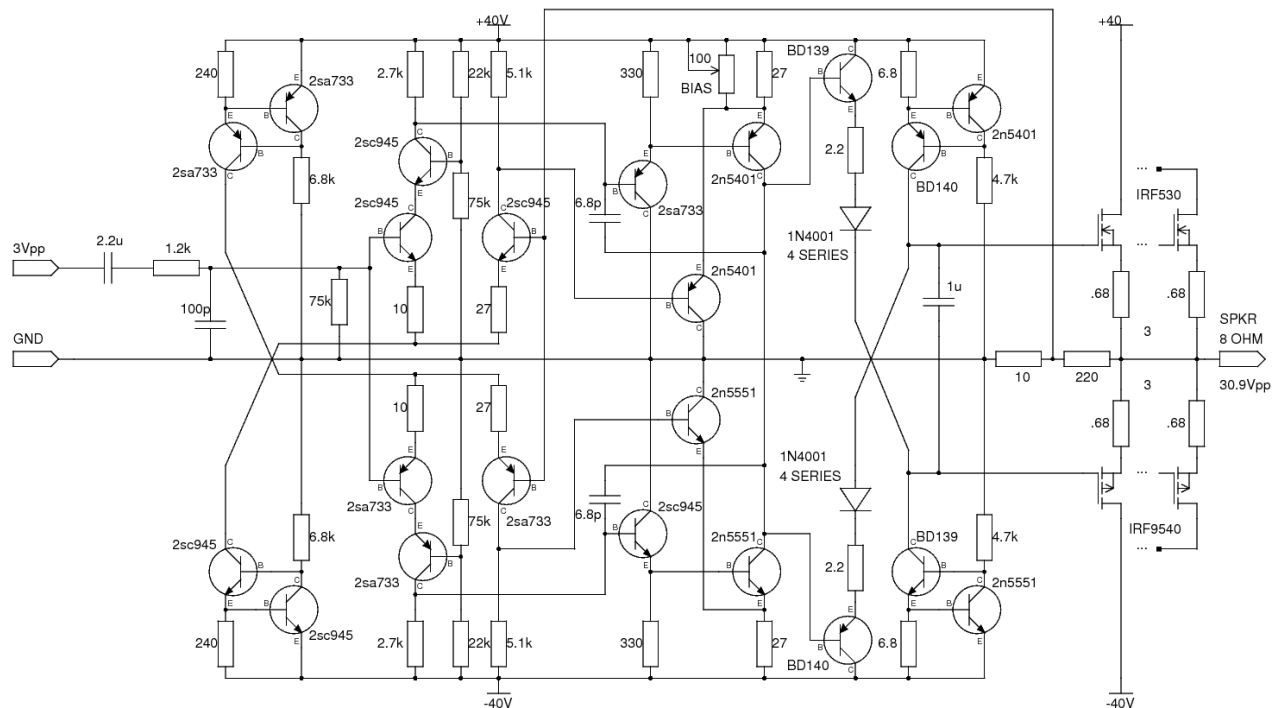 +40V
+40
240
2sa733
2.7k
22k
5.1k
330
100
BIAS
27
BD139
6.8
E
B
C
2sa733
2sc945
2n5401
6.8k
2.2
2n5401
BD140
4.7k
2sc945
75k
2sc945
6.8p
2sa733
1N4001
4 SERIES
IRF530
...
3Vpp
2.2u
1.2k
2n5401
1u
...
100p
75k
10
27
.68
.68
GND
3
SPKR
8 OHM
10
220
30.9Vpp
3
10
27
2n5551
.68
.68
1N4001
4 SERIES
...
2sa733
75k
2sa733
6.8p
2sc945
IRF9540
...
2sc945
6.8k
2sa733
2n5551
2.2
BD139
4.7k
2n5551
2sc945
240
2.7k
22k
5.1k
330
27
BD140
6.8
-40V
-40V